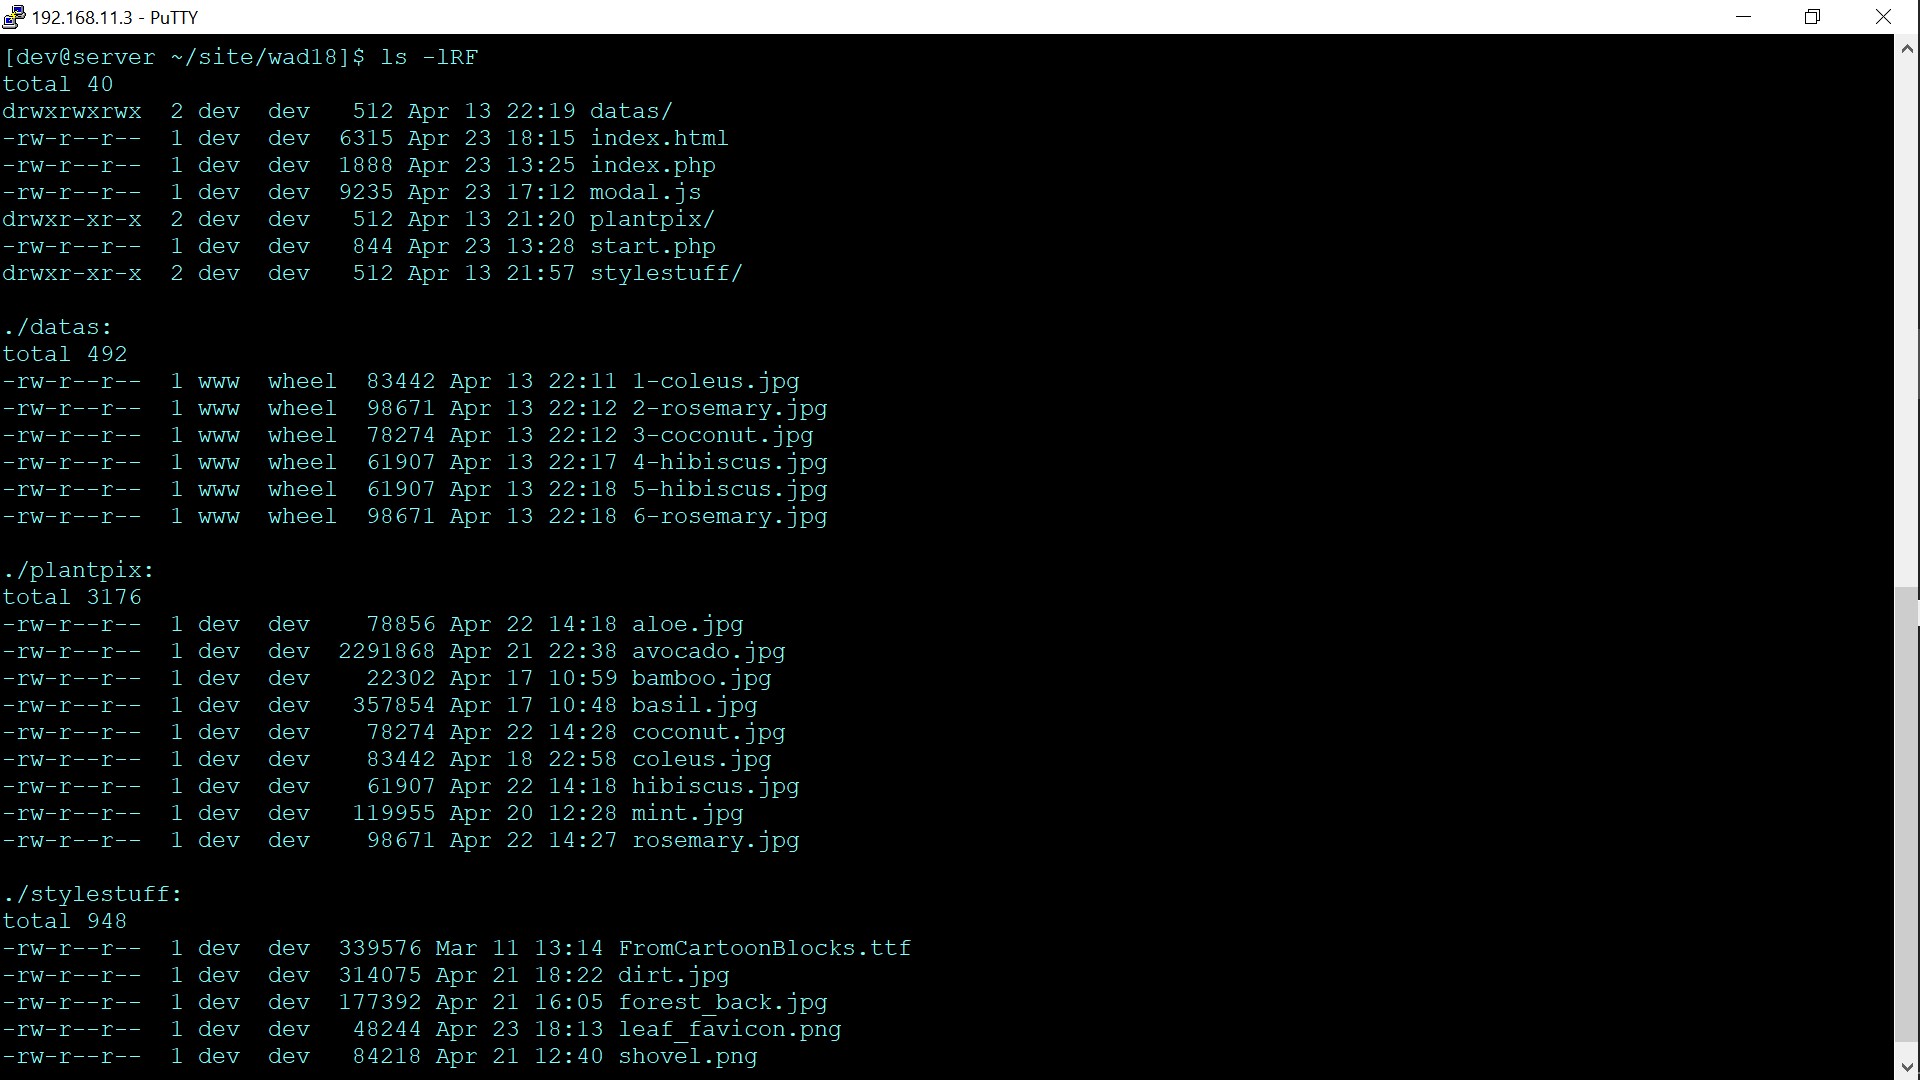 192.168.11.3 - PuTTY
[dev@server ~/site/wad18]$ ls -lRF
total 40
drwxrwxrwx  2 dev  dev   512 Apr 13 22:19 datas/
-rw-r--r--  1 dev  dev  6315 Apr 23 18:15 index.html
-rw-r--r--  1 dev  dev  1888 Apr 23 13:25 index.php
-rw-r--r--  1 dev  dev  9235 Apr 23 17:12 modal.js
drwxr-xr-x  2 dev  dev   512 Apr 13 21:20 plantpix/
-rw-r--r--  1 dev  dev   844 Apr 23 13:28 start.php
drwxr-xr-x  2 dev  dev   512 Apr 13 21:57 stylestuff/
./datas:
total 492
-rw-r--r--  1 www  wheel  83442 Apr 13 22:11 1-coleus.jpg
-rw-r--r--  1 www  wheel  98671 Apr 13 22:12 2-rosemary.jpg
-rw-r--r--  1 www  wheel  78274 Apr 13 22:12 3-coconut.jpg
-rw-r--r--  1 www  wheel  61907 Apr 13 22:17 4-hibiscus.jpg
-rw-r--r--  1 www  wheel  61907 Apr 13 22:18 5-hibiscus.jpg
-rw-r--r--  1 www  wheel  98671 Apr 13 22:18 6-rosemary.jpg
./plantpix:
total 3176
-rw-r--r--  1 dev  dev    78856 Apr 22 14:18 aloe.jpg
-rw-r--r--  1 dev  dev  2291868 Apr 21 22:38 avocado.jpg
-rw-r--r--  1 dev  dev    22302 Apr 17 10:59 bamboo.jpg
-rw-r--r--  1 dev  dev   357854 Apr 17 10:48 basil.jpg
-rw-r--r--  1 dev  dev    78274 Apr 22 14:28 coconut.jpg
-rw-r--r--  1 dev  dev    83442 Apr 18 22:58 coleus.jpg
-rw-r--r--  1 dev  dev    61907 Apr 22 14:18 hibiscus.jpg
-rw-r--r--  1 dev  dev   119955 Apr 20 12:28 mint.jpg
-rw-r--r--  1 dev  dev    98671 Apr 22 14:27 rosemary.jpg
./stylestuff:
total 948
-rw-r--r--  1 dev  dev  339576 Mar 11 13:14 FromCartoonBlocks.ttf
-rw-r--r--  1 dev  dev  314075 Apr 21 18:22 dirt.jpg
-rw-r--r--  1 dev  dev  177392 Apr 21 16:05 forest_back.jpg
-rw-r--r--  1 dev  dev   48244 Apr 23 18:13 leaf_favicon.png
-rw-r--r--  1 dev  dev   84218 Apr 21 12:40 shovel.png